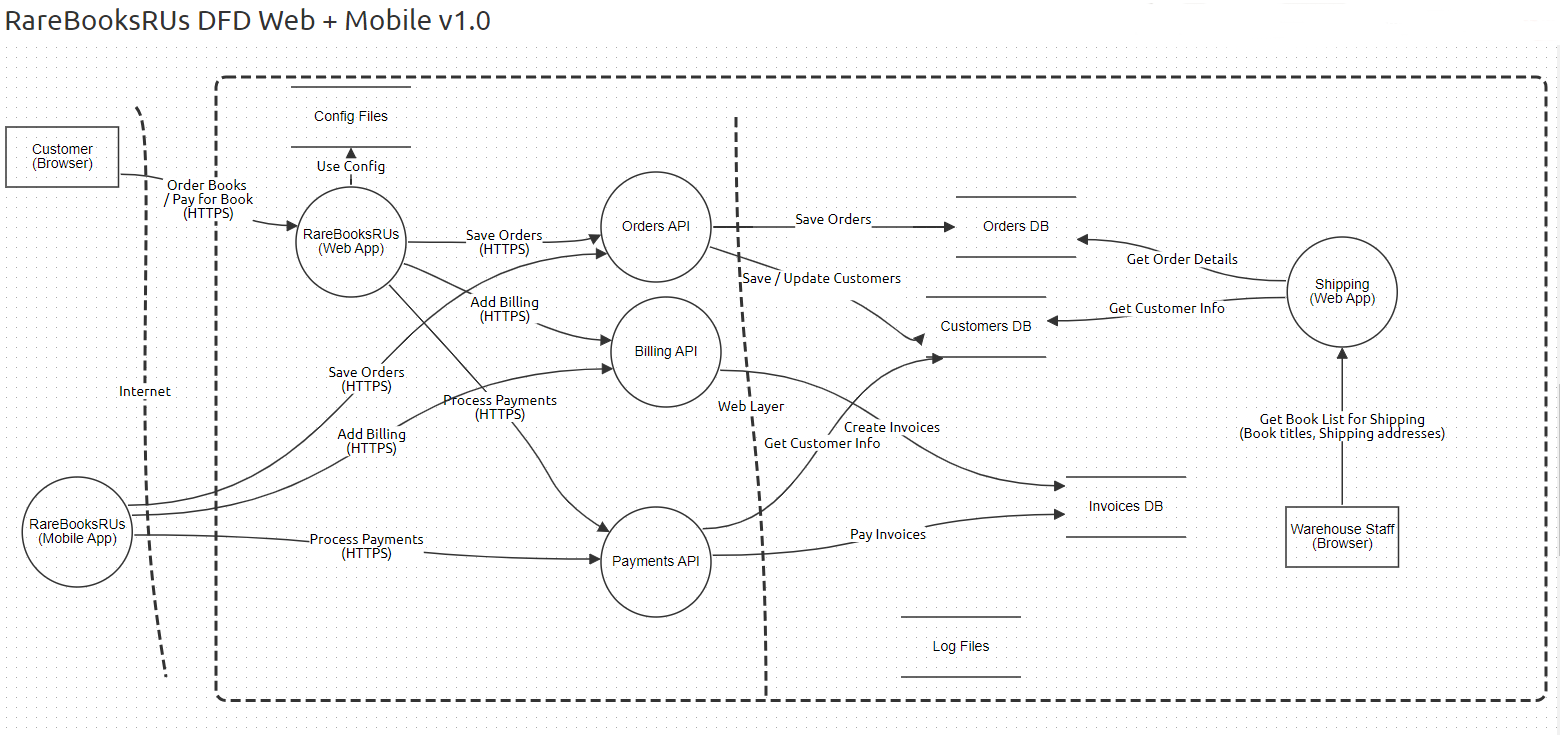 RareBooksRUs DFD Web + Mobile v1.0
Config Files
Customer
(Browser)
Use Config
Order Books
/ Pay for Book
(HTTPS)
RareBooksRUs
(Web App)
Save Orders
(HTTPS)
Orders API
Save Orders
Orders DB
Get Order Details
Save / Update Customers
Shipping
(Web App)
Add Billing
(HTTPS)
Get Customer Info
Customers DB
Billing API
Save Orders
(HTTPS)
Internet
Process Payments
(HTTPS)
Web Layer
Get Book List for Shipping
(Book titles, Shipping addresses)
Create Invoices
Add Billing
(HTTPS)
Get Customer Info
Invoices DB
RareBooksRUs
(Mobile App)
Warehouse Staff
(Browser)
Process Payments
(HTTPS)
Pay Invoices
Payments API
Log Files